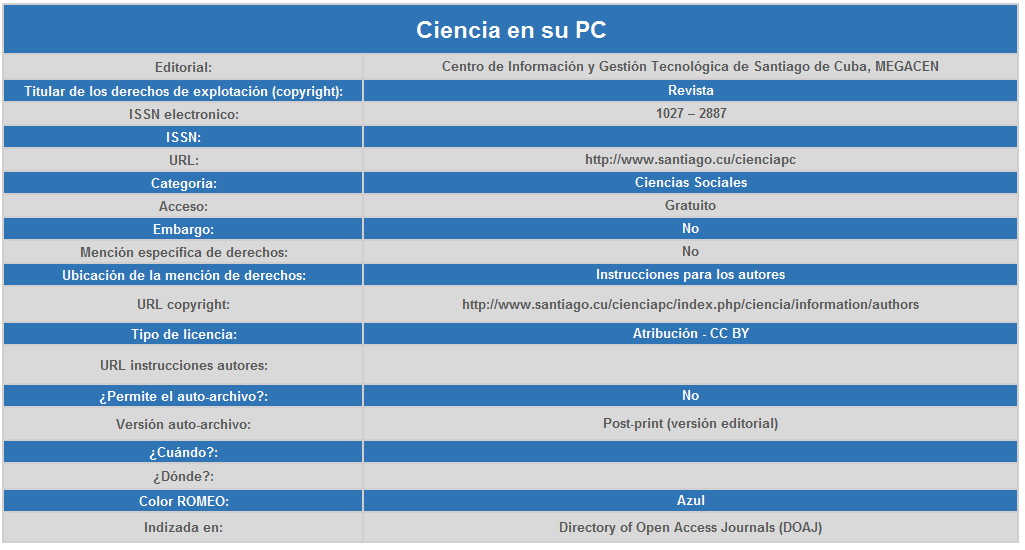 Ciencia en su PC
Editorial: Centro de Información y Gestión Tecnológica de Santiago de Cuba, MEGACEN
Titular de los derechos de explotación (copyright): Revista
ISSN electronico: 1027 – 2887
ISSN:
URL: http://www.santiago.cu/cienciapc
Categoria: Ciencias Sociales
Acceso: Gratuito
Embargo: No
Mención específica de derechos: No
Ubicación de la mención de derechos: Instrucciones para los autores
URL copyright: http://www.santiago.cu/cienciapc/index.php/ciencia/information/authors
Tipo de licencia: Atribución - CC BY
URL instrucciones autores:
¿Permite el auto-archivo?: No
Versión auto-archivo: Post-print (versión editorial)
¿Cuándo?:
¿Dónde?:
Color ROMEO: Azul
Indizada en: Directory of Open Access Journals (DOAJ)